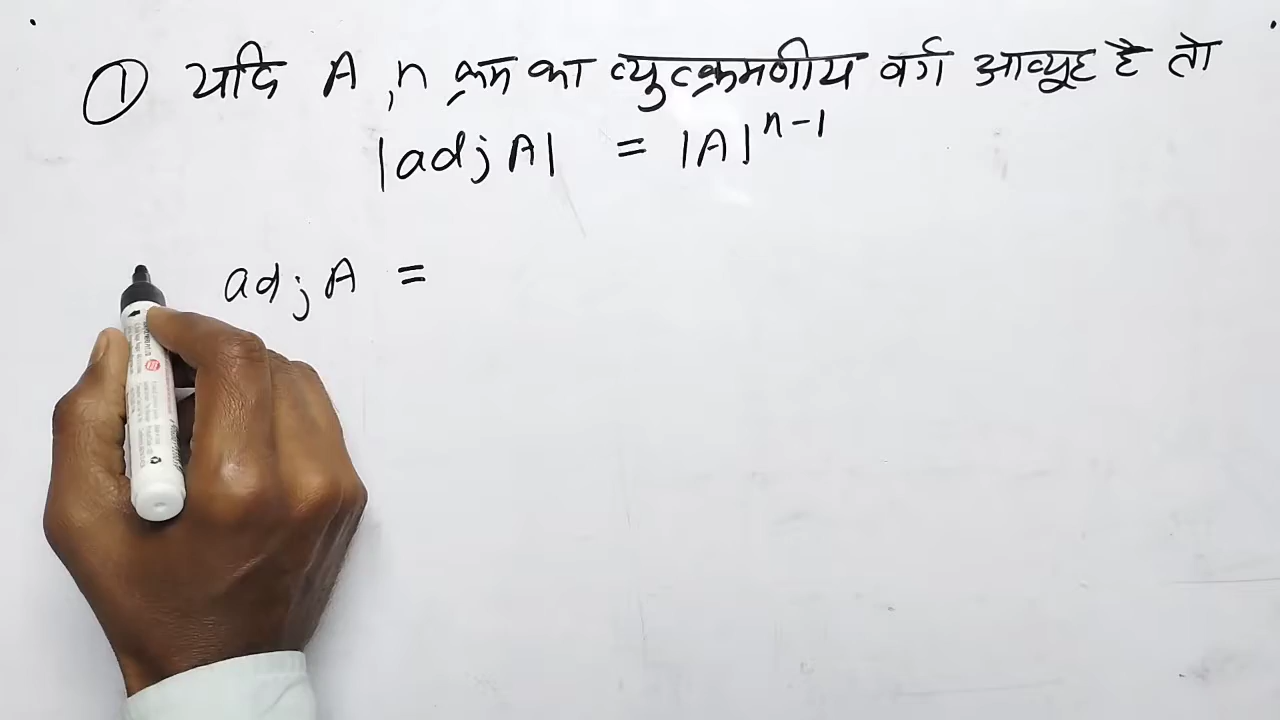 ① यदि A, n क्रम का व्युत्क्रमणीय वर्ग आव्यूह है तो
|adj A| = |A|^{n-1}
adj A =